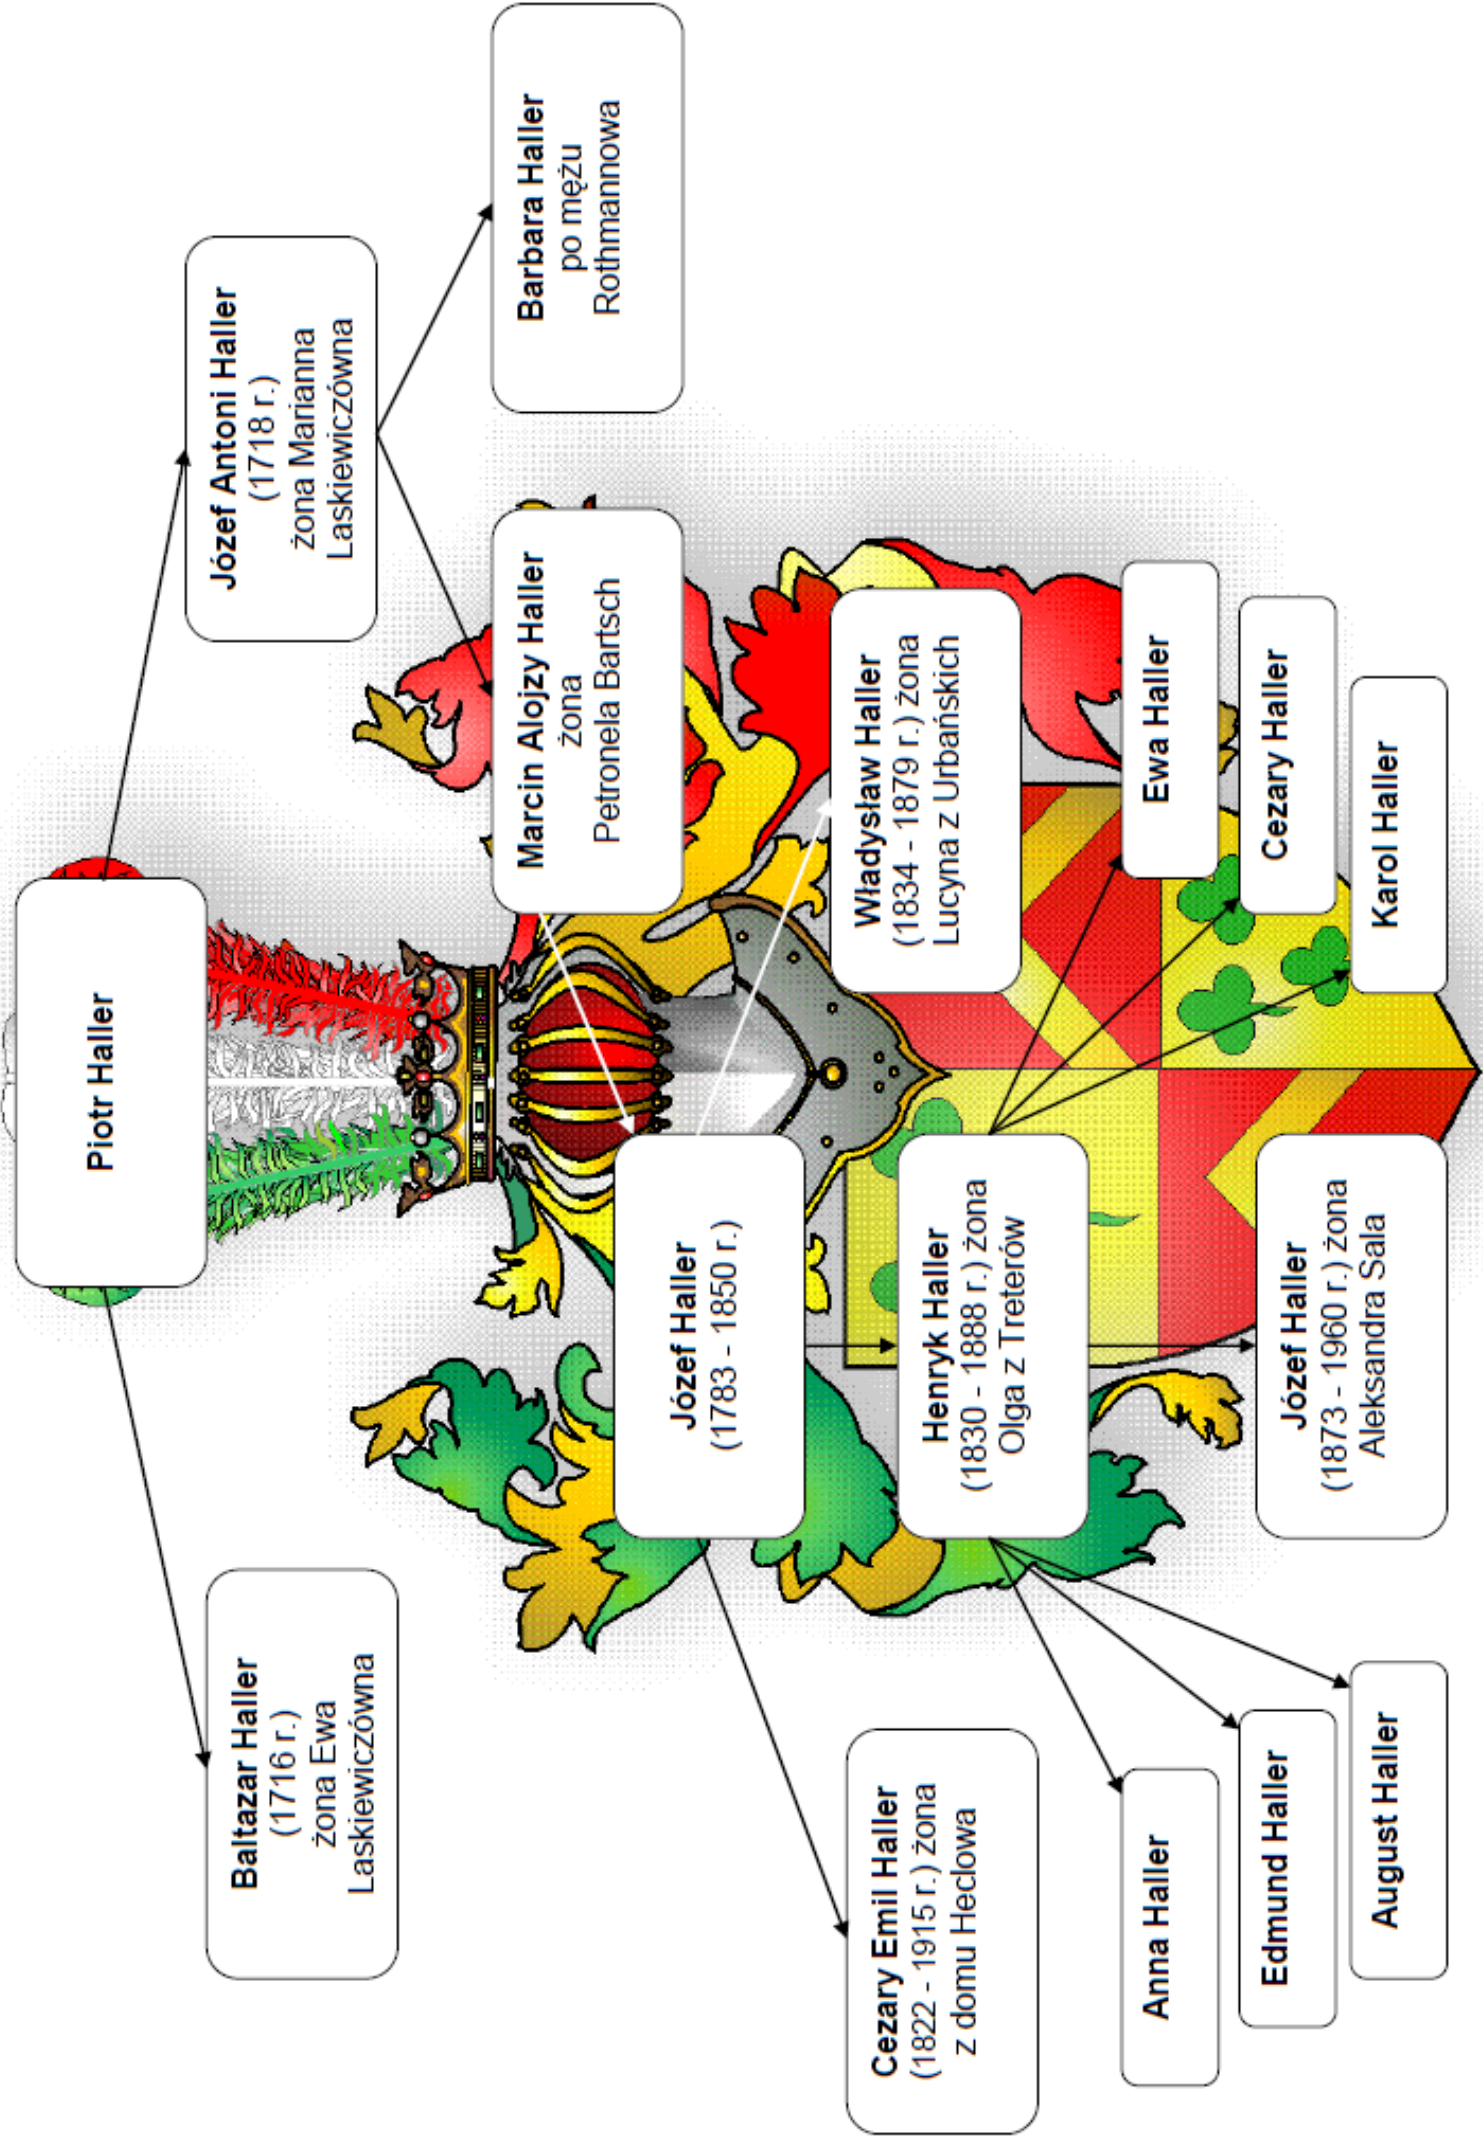 Piotr Haller
Baltazar Haller
(1716 r.)
żona Ewa
Laskiewiczówna
Józef Antoni Haller
(1718 r.)
żona Marianna
Laskiewiczówna
Marcin Alojzy Haller
żona
Petronela Bartsch
Barbara Haller
po mężu
Rothmannowa
Józef Haller
(1783 - 1850 r.)
Cezary Emil Haller
(1822 - 1915 r.) żona
z domu Heclowa
Henryk Haller
(1830 - 1888 r.) żona
Olga z Treterów
Władysław Haller
(1834 - 1879 r.) żona
Lucyna z Urbańskich
Anna Haller
Ewa Haller
Edmund Haller
Cezary Haller
August Haller
Józef Haller
(1873 - 1960 r.) żona
Aleksandra Sala
Karol Haller